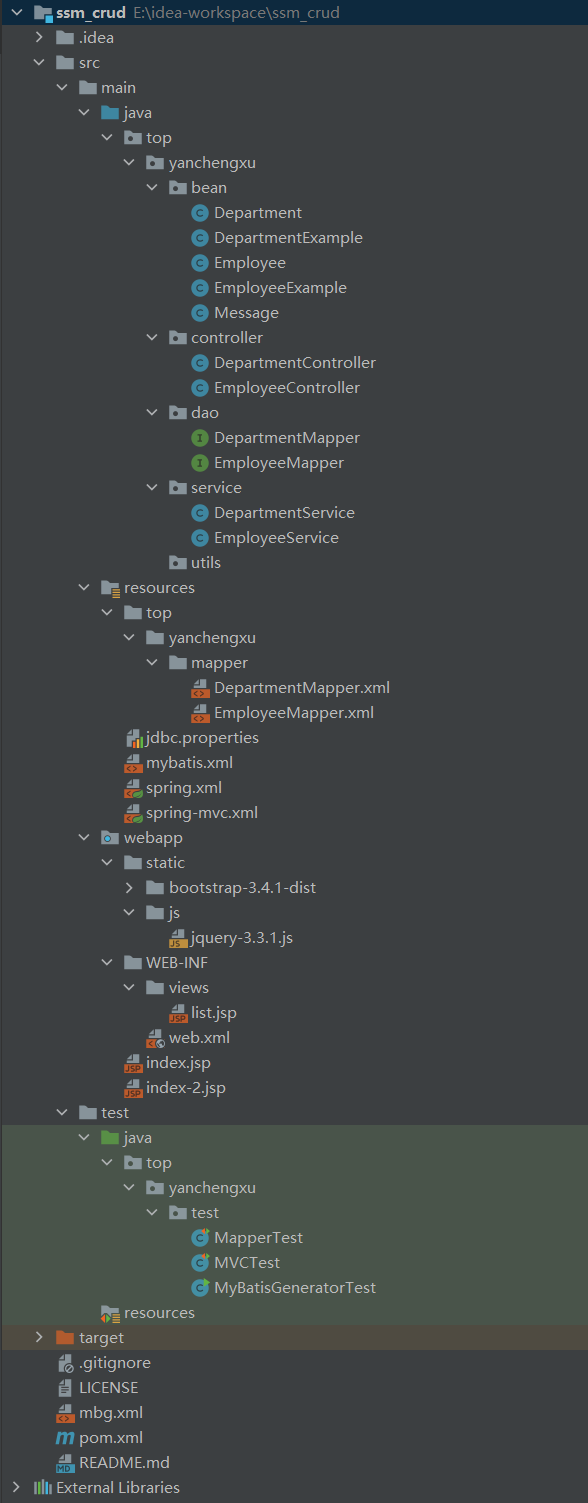 ssm_crud E:\idea-workspace\ssm_crud
.idea
src
main
java
top
yanchengxu
bean
Department
DepartmentExample
Employee
EmployeeExample
Message
controller
DepartmentController
EmployeeController
dao
DepartmentMapper
EmployeeMapper
service
DepartmentService
EmployeeService
utils
resources
top
yanchengxu
mapper
DepartmentMapper.xml
EmployeeMapper.xml
jdbc.properties
mybatis.xml
spring.xml
spring-mvc.xml
webapp
static
bootstrap-3.4.1-dist
js
jquery-3.3.1.js
WEB-INF
views
list.jsp
web.xml
index.jsp
index-2.jsp
test
java
top
yanchengxu
test
MapperTest
MVCTest
MyBatisGeneratorTest
resources
target
.gitignore
LICENSE
mbg.xml
pom.xml
README.md
External Libraries